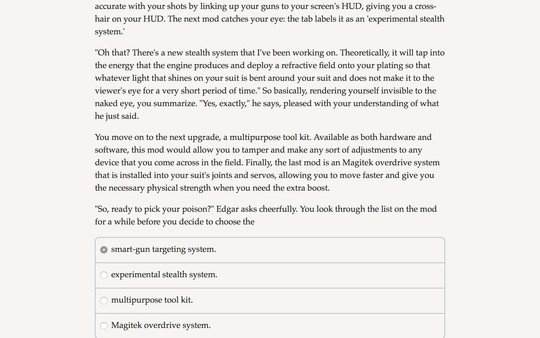 accurate with your shots by linking up your guns to your screen's HUD, giving you a cross-
hair on your HUD. The next mod catches your eye: the tab labels it as an 'experimental stealth
system.'
"Oh that? There's a new stealth system that I've been working on. Theoretically, it will tap into
the energy that the engine produces and deploy a refractive field onto your plating so that
whatever light that shines on your suit is bent around your suit and does not make it to the
viewer's eye for a very short period of time." So basically, rendering yourself invisible to the
naked eye, you summarize. "Yes, exactly," he says, pleased with your understanding of what
he just said.
You move on to the next upgrade, a multipurpose tool kit. Available as both hardware and
software, this mod would allow you to tamper and make any sort of adjustments to any
device that you come across in the field. Finally, the last mod is an Magitek overdrive system
that is installed into your suit's joints and servos, allowing you to move faster and give you
the necessary physical strength when you need the extra boost.
"So, ready to pick your poison?" Edgar asks cheerfully. You look through the list on the mod
for a while before you decide to choose the
smart-gun targeting system.
experimental stealth system.
multipurpose tool kit.
Magitek overdrive system.